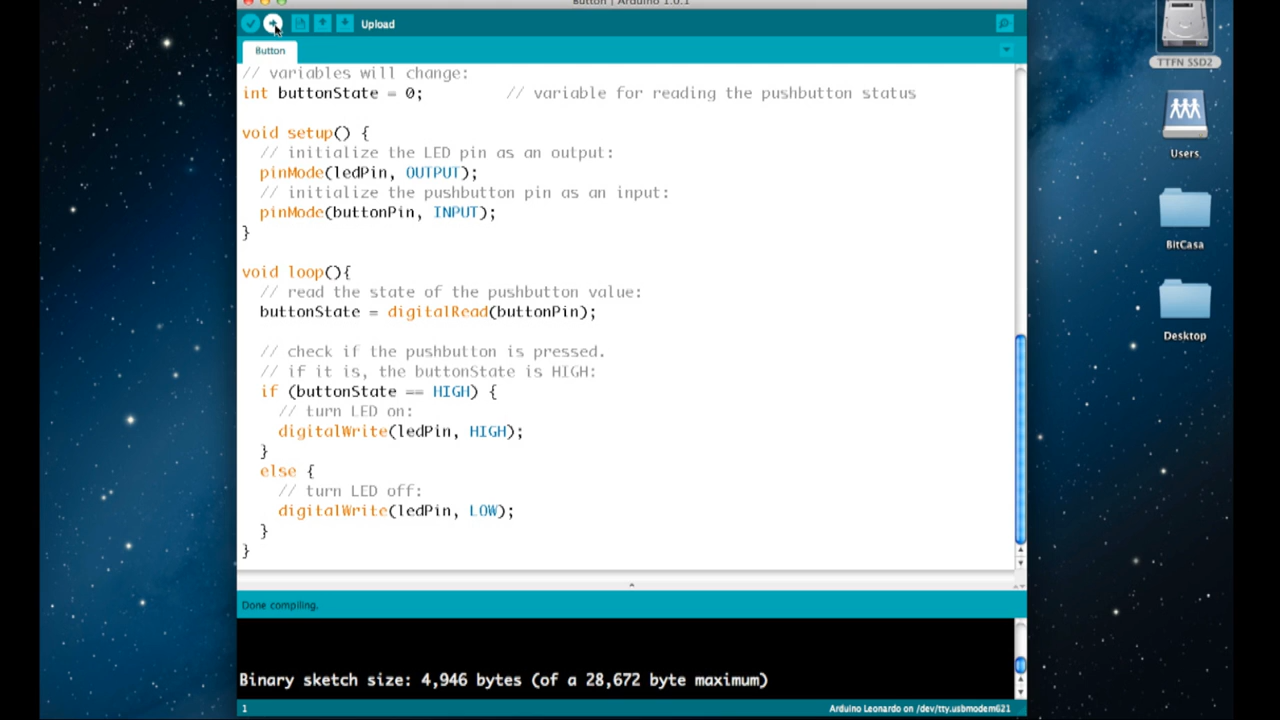 Button | Arduino 1.0.1
Upload
Button
// variables will change:
int buttonState = 0;         // variable for reading the pushbutton status
void setup() {
// initialize the LED pin as an output:
pinMode(ledPin, OUTPUT);
// initialize the pushbutton pin as an input:
pinMode(buttonPin, INPUT);
}
void loop(){
// read the state of the pushbutton value:
buttonState = digitalRead(buttonPin);
// check if the pushbutton is pressed.
// if it is, the buttonState is HIGH:
if (buttonState == HIGH) {
// turn LED on:
digitalWrite(ledPin, HIGH);
}
else {
// turn LED off:
digitalWrite(ledPin, LOW);
}
}
Done compiling.
Binary sketch size: 4,946 bytes (of a 28,672 byte maximum)
1
Arduino Leonardo on /dev/tty.usbmodem621
TTFN SSD2
Users
BitCasa
Desktop